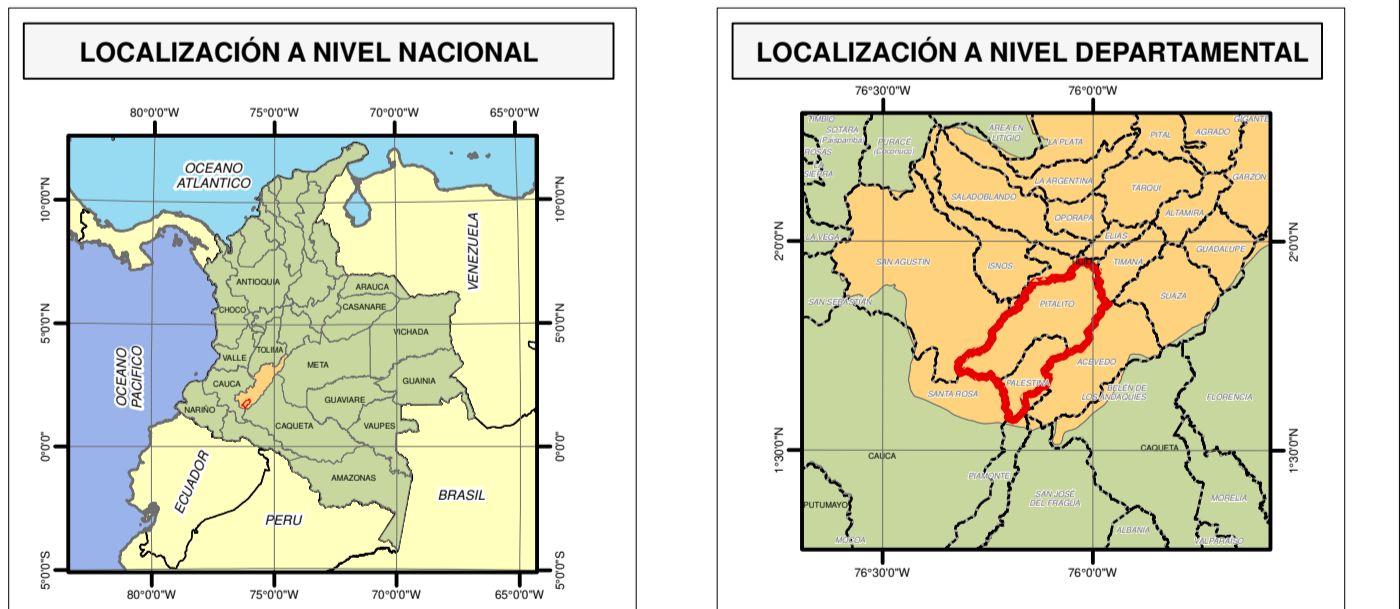 LOCALIZACIÓN A NIVEL NACIONAL
80°0'0"W 75°0'0"W 70°0'0"W 65°0'0"W
OCEANO
ATLANTICO
10°0'0"N
10°0'0"N
VENEZUELA
ANTIOQUIA
ARAUCA
CHOCO
CASANARE
5°0'0"N
5°0'0"N
VICHADA
OCEANO
PACIFICO
VALLE
TOLIMA
META
CAUCA
GUAINIA
NARIÑO
GUAVIARE
CAQUETA
VAUPES
0°0'0"
0°0'0"
ECUADOR
AMAZONAS
BRASIL
PERU
5°0'0"S
5°0'0"S
80°0'0"W 75°0'0"W 70°0'0"W 65°0'0"W
LOCALIZACIÓN A NIVEL DEPARTAMENTAL
76°30'0"W 76°0'0"W
TIMBIO
SOTARA
(Paispamba)
ROSAS
SIERRA
PURACÉ
(Coconuco)
AREA EN
LITIGIO
LA PLATA
PITAL
AGRADO
GIGANTE
LA ARGENTINA
TARQUI
GARZON
SALADOBLANDO
OPORAPA
ALTAMIRA
ELIAS
LA VEGA
2°0'0"N
2°0'0"N
GUADALUPE
SAN AGUSTIN
ISNOS
TIMANA
SAN SEBASTIAN
PITALITO
SUAZA
ACEVEDO
PALESTINA
SANTA ROSA
BELEN DE
LOS ANDAQUIES
FLORENCIA
1°30'0"N
1°30'0"N
CAUCA
CAQUETA
PIAMONTE
SAN JOSÉ
DEL FRAGUA
MORELIA
PUTUMAYO
ALBANIA
MOCOA
VALPARAISO
76°30'0"W 76°0'0"W